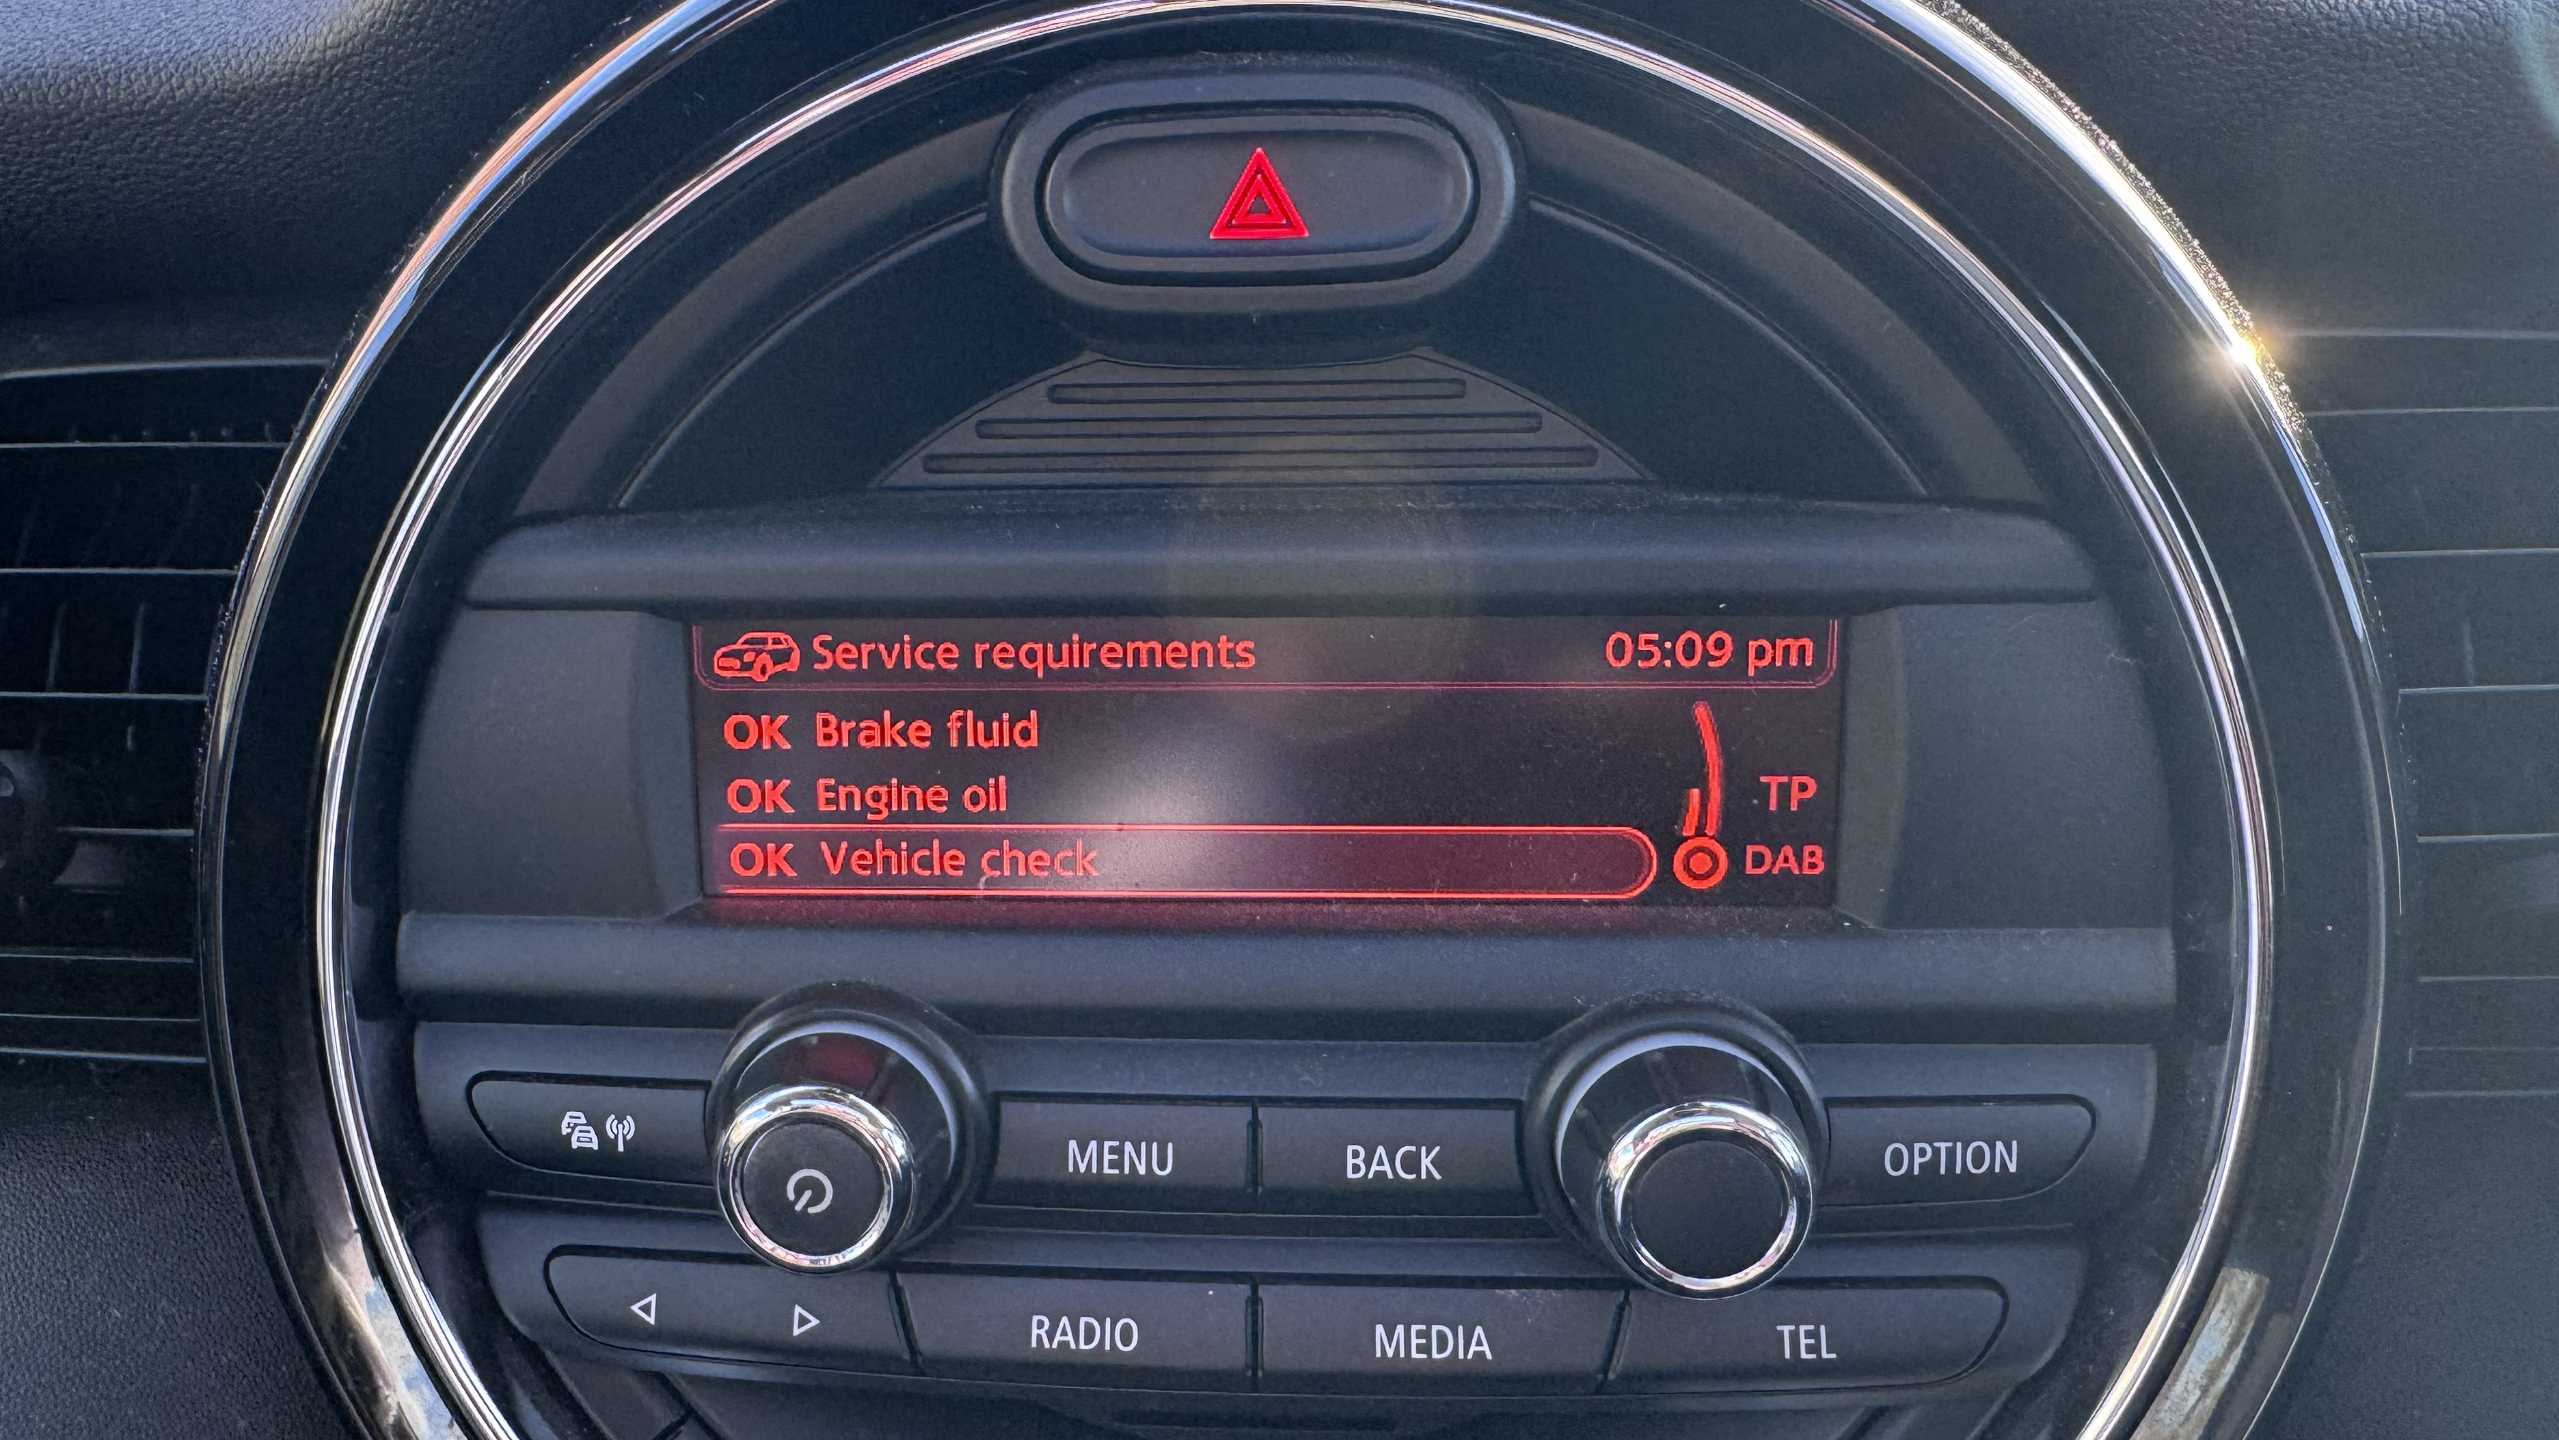 Service requirements 05:09 pm
OK Brake fluid
OK Engine oil TP
OK Vehicle check DAB
MENU BACK OPTION
RADIO MEDIA TEL